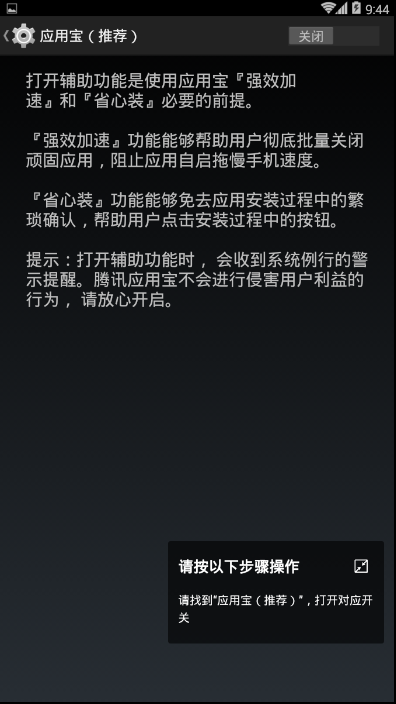 9:44
应用宝（推荐）
关闭
打开辅助功能是使用应用宝『强效加
速』和『省心装』必要的前提。
『强效加速』功能能够帮助用户彻底批量关闭
顽固应用，阻止应用自启拖慢手机速度。
『省心装』功能能够免去应用安装过程中的繁
琐确认，帮助用户点击安装过程中的按钮。
提示：打开辅助功能时， 会收到系统例行的警
示提醒。腾讯应用宝不会进行侵害用户利益的
行为， 请放心开启。
请按以下步骤操作
请找到“应用宝（推荐）”，打开对应开
关